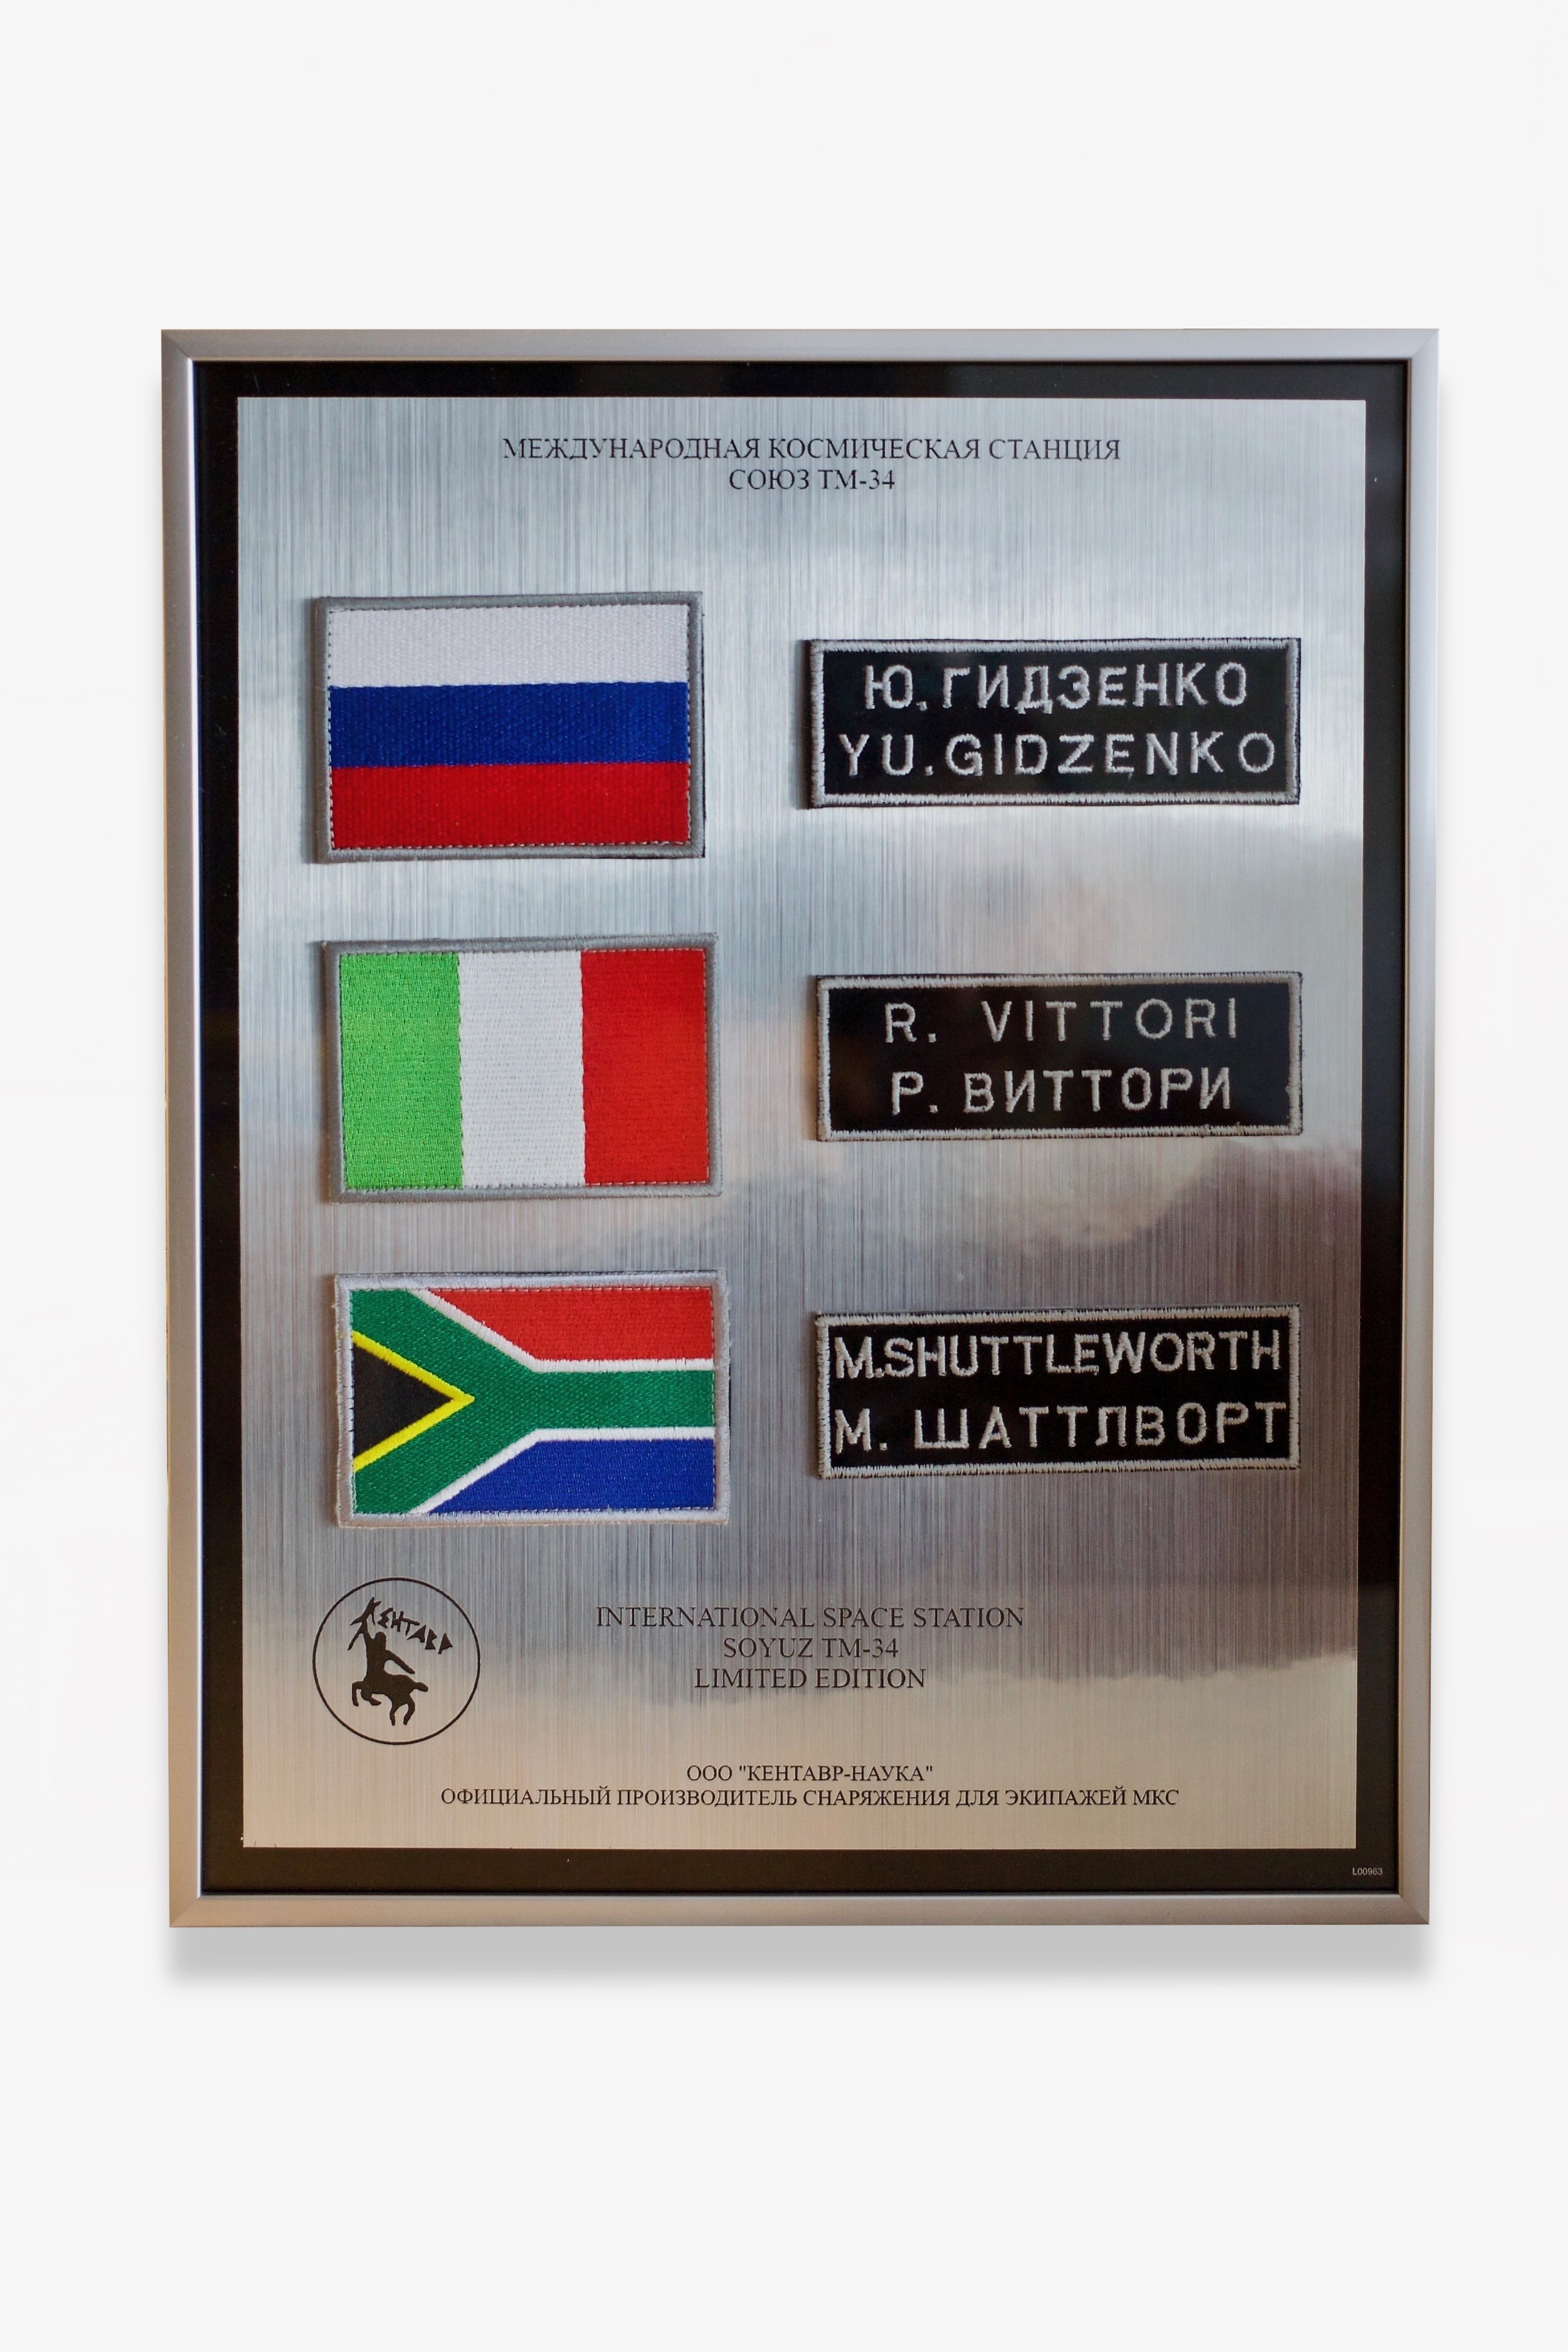 МЕЖДУНАРОДНАЯ КОСМИЧЕСКАЯ СТАНЦИЯ
СОЮЗ ТМ-34
Ю. ГИДЗЕНКО
YU. GIDZENKO
R. VITTORI
Р. ВИТТОРИ
M.SHUTTLEWORTH
М. ШАТТЛВОРТ
КЕНТАВР
INTERNATIONAL SPACE STATION
SOYUZ TM-34
LIMITED EDITION
ООО "КЕНТАВР-НАУКА"
ОФИЦИАЛЬНЫЙ ПРОИЗВОДИТЕЛЬ СНАРЯЖЕНИЯ ДЛЯ ЭКИПАЖЕЙ МКС
L00963